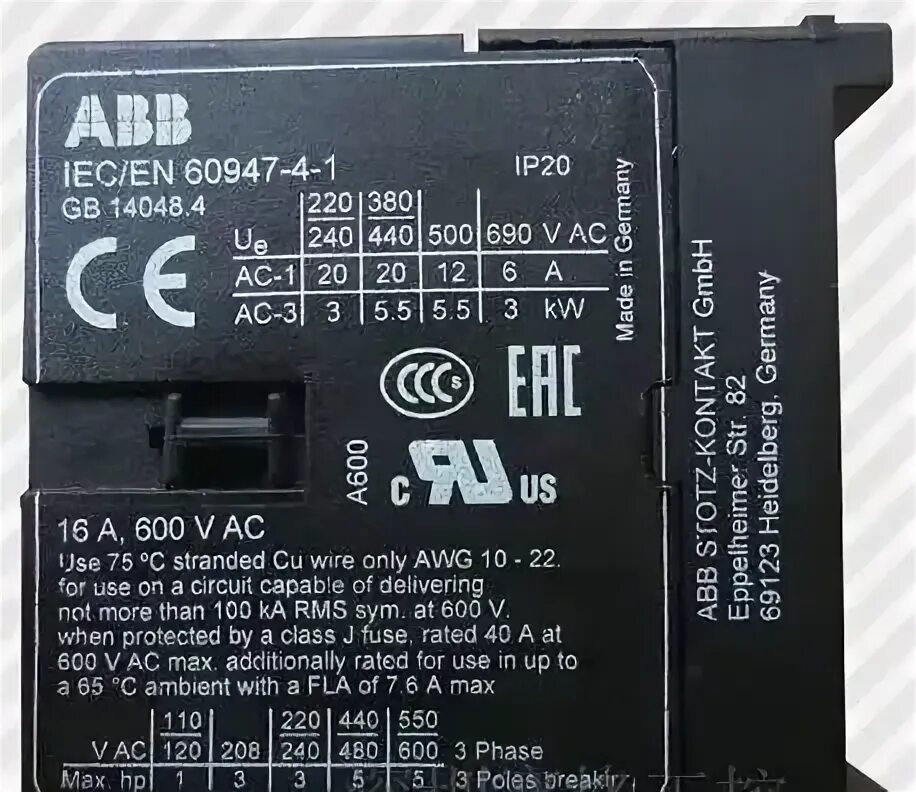 ABB
IEC/EN 60947-4-1
IP20
GB 14048.4
220 380
Ue 240 440 500 690 V AC
AC-1 20 20 12 6 A
AC-3 3 5.5 5.5 3 kW
Made in Germany
CE
CCC S
EAC
A600
C RU US
16 A, 600 V AC
Use 75 ºC stranded Cu wire only AWG 10 - 22.
for use on a circuit capable of delivering
not more than 100 kA RMS sym. at 600 V.
when protected by a class J fuse, rated 40 A at
600 V AC max. additionally rated for use in up to
a 65 °C ambient with a FLA of 7.6 A max
110 220 440 550
V AC 120 208 240 480 600 3 Phase
Max. hp 1 3 3 5 5 3 Poles
ABB STOTZ-KONTAKT GmbH
Eppelheimer Str. 82
69123 Heidelberg, Germany